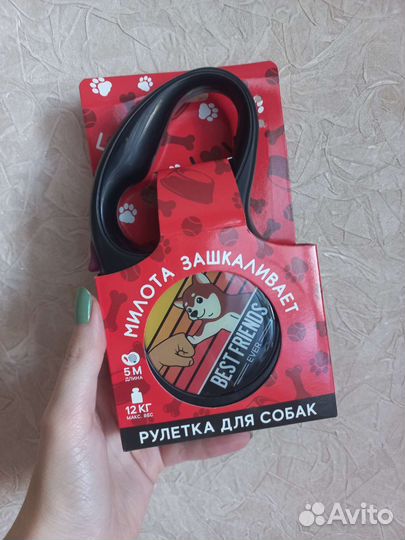 МИЛОТА ЗАШКАЛИВАЕТ
BEST FRIENDS
EVER
5 М
ДЛИНА
12 КГ
МАКС. ВЕС
РУЛЕТКА ДЛЯ СОБАК
Avito